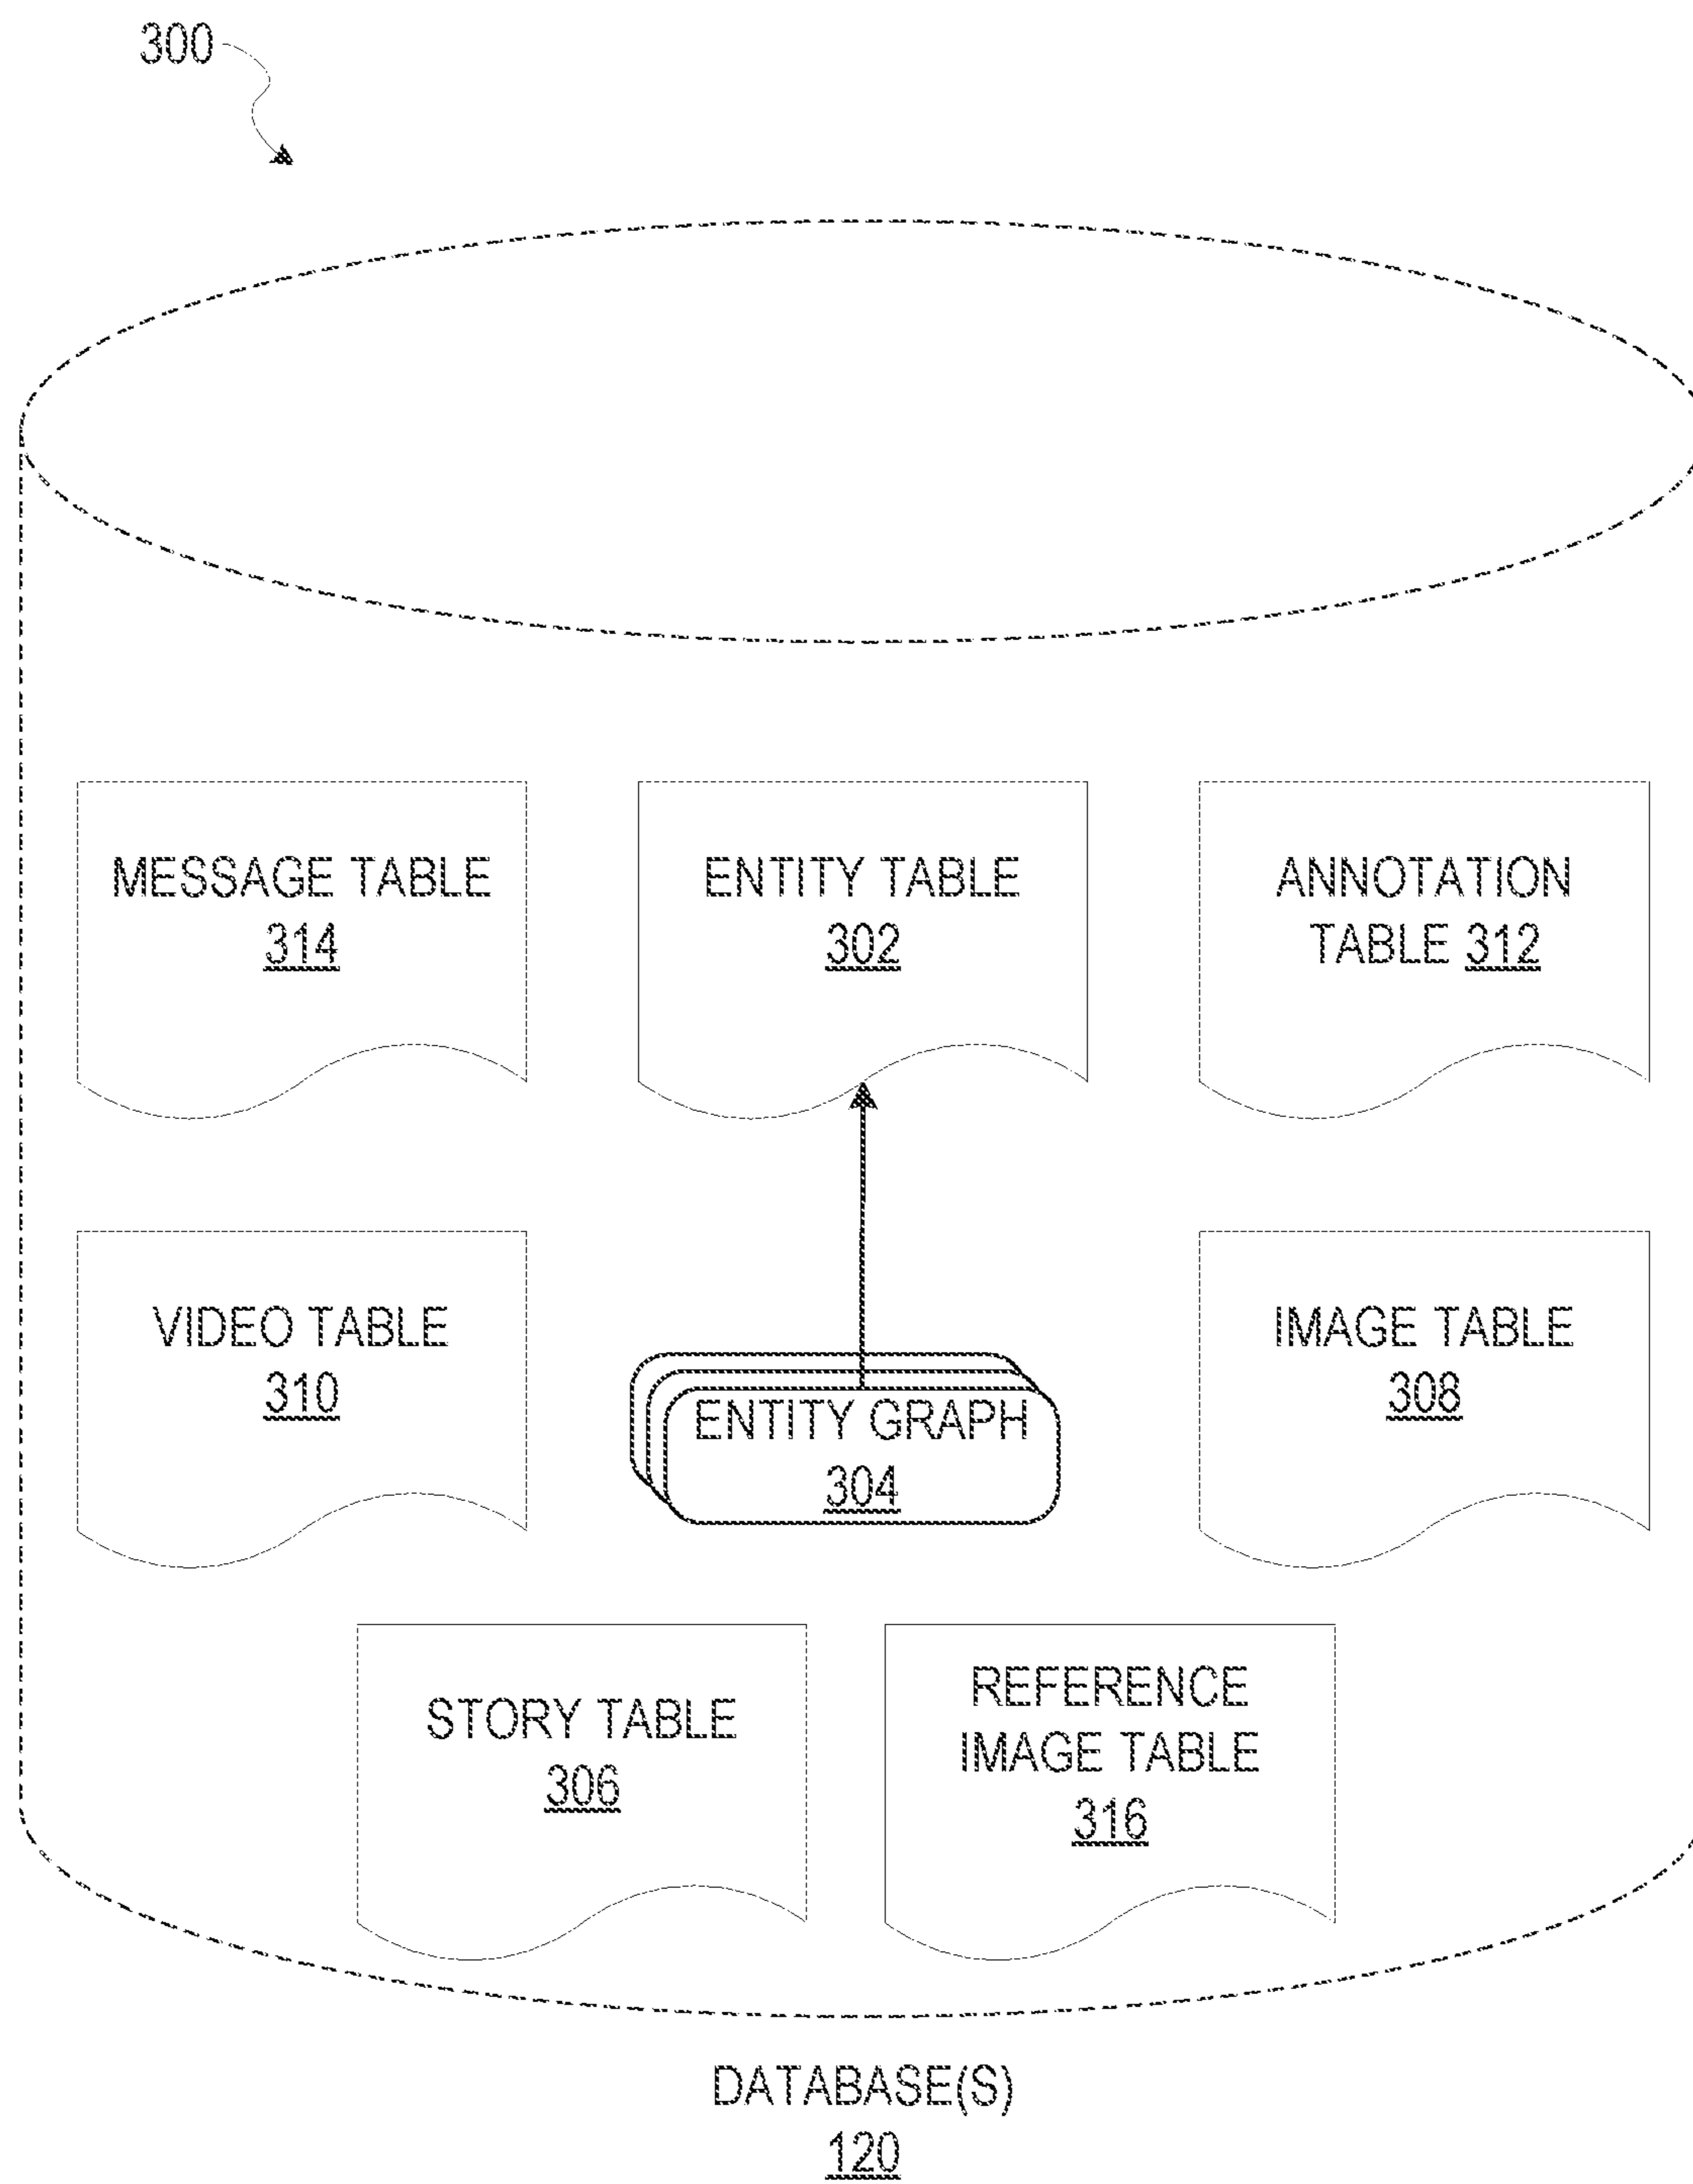 300
MESSAGE TABLE
314
ENTITY TABLE
302
ANNOTATION
TABLE 312
VIDEO TABLE
310
ENTITY GRAPH
304
IMAGE TABLE
308
STORY TABLE
306
REFERENCE
IMAGE TABLE
316
DATABASE(S)
120